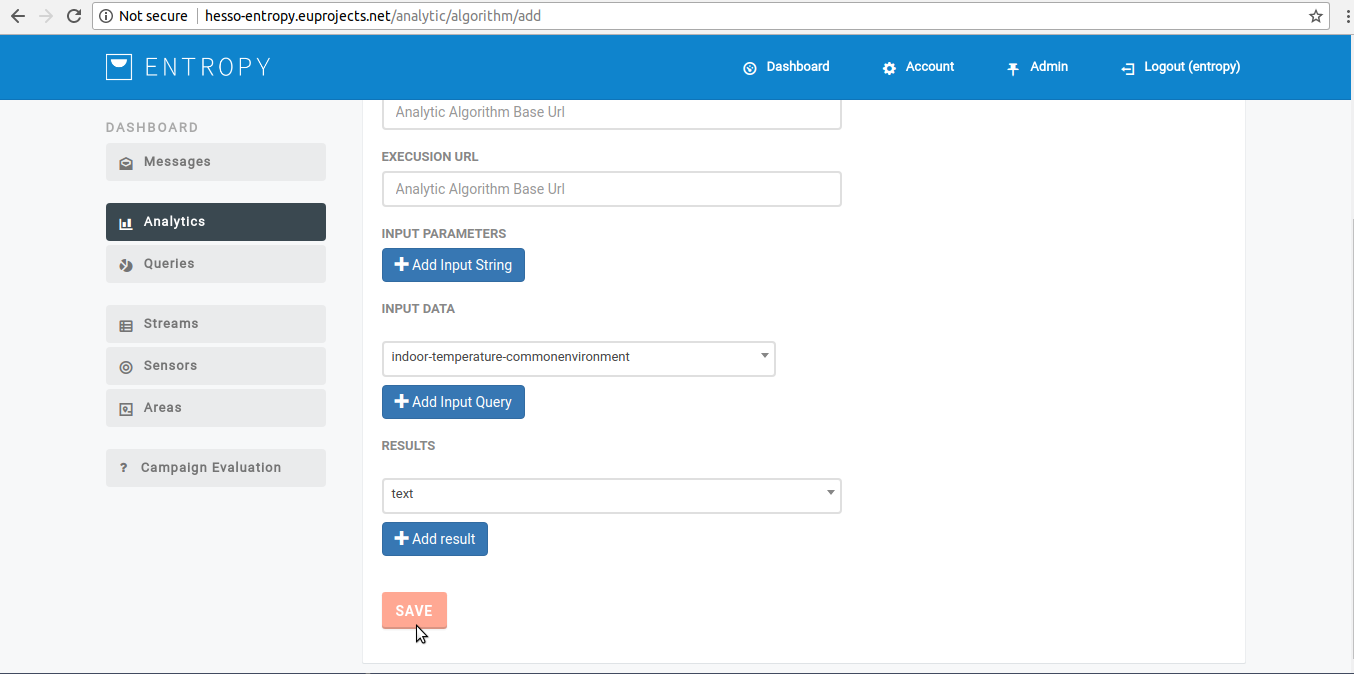 Not secure hesso-entropy.euprojects.net/analytic/algorithm/add
ENTROPY Dashboard Account Admin Logout (entropy)
DASHBOARD
Messages
Analytics
Queries
Streams
Sensors
Areas
? Campaign Evaluation
Analytic Algorithm Base Url
EXECUSION URL
Analytic Algorithm Base Url
INPUT PARAMETERS
Add Input String
INPUT DATA
indoor-temperature-commonenvironment
Add Input Query
RESULTS
text
Add result
SAVE